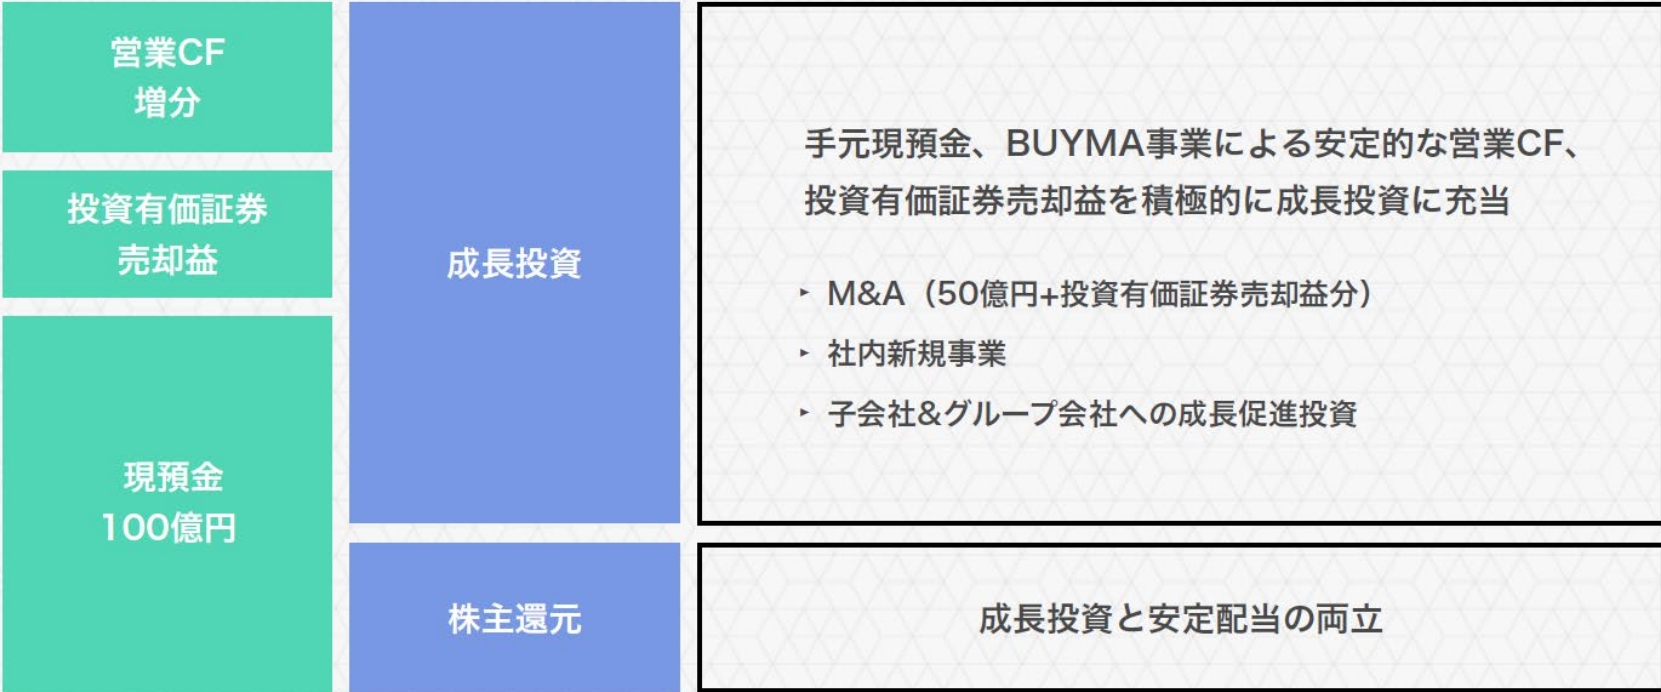 営業CF
増分
投資有価証券
売却益
現預金
100億円
成長投資
株主還元
手元現預金、BUYMA事業による安定的な営業CF、
投資有価証券売却益を積極的に成長投資に充当
‣ M&A（50億円+投資有価証券売却益分）
‣ 社内新規事業
‣ 子会社&グループ会社への成長促進投資
成長投資と安定配当の両立